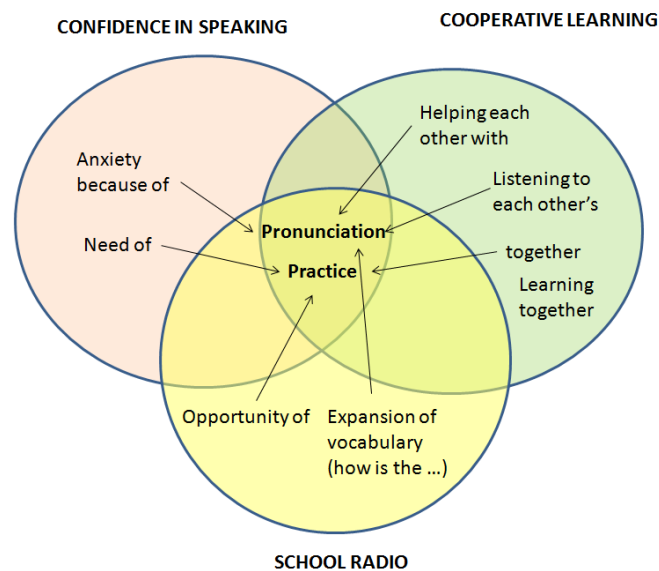 CONFIDENCE IN SPEAKING
COOPERATIVE LEARNING
Helping each
other with
Anxiety
because of
Listening to
each other's
Pronunciation
Need of
together
Practice
Learning
together
Opportunity of
Expansion of
vocabulary
(how is the ...)
SCHOOL RADIO